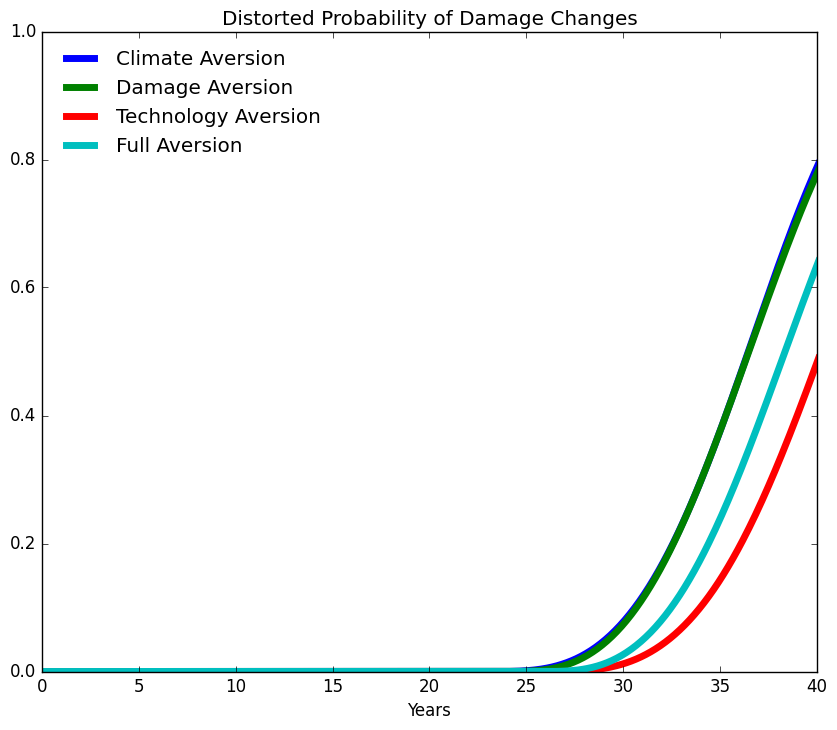 Distorted Probability of Damage Changes
1.0
Climate Aversion
Damage Aversion
Technology Aversion
Full Aversion
0.8
0.6
0.4
0.2
0.0
0 5 10 15 20 25 30 35 40
Years